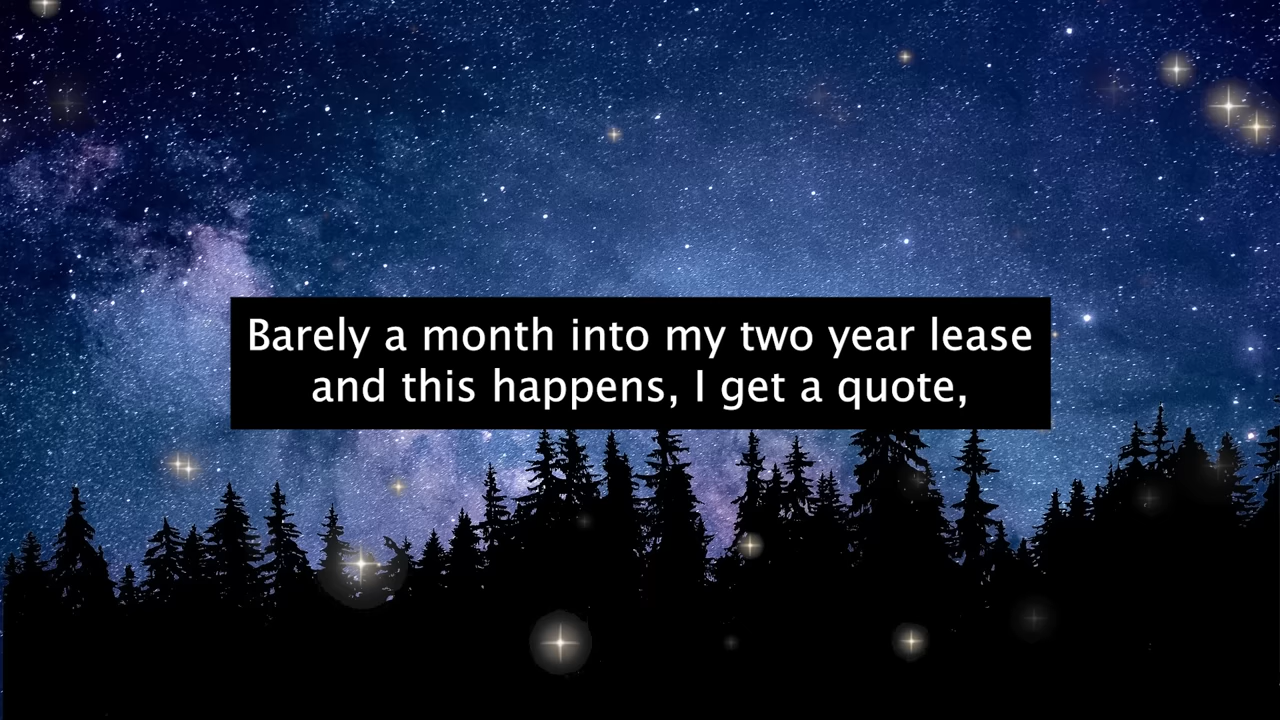 Barely a month into my two year lease
and this happens, I get a quote,